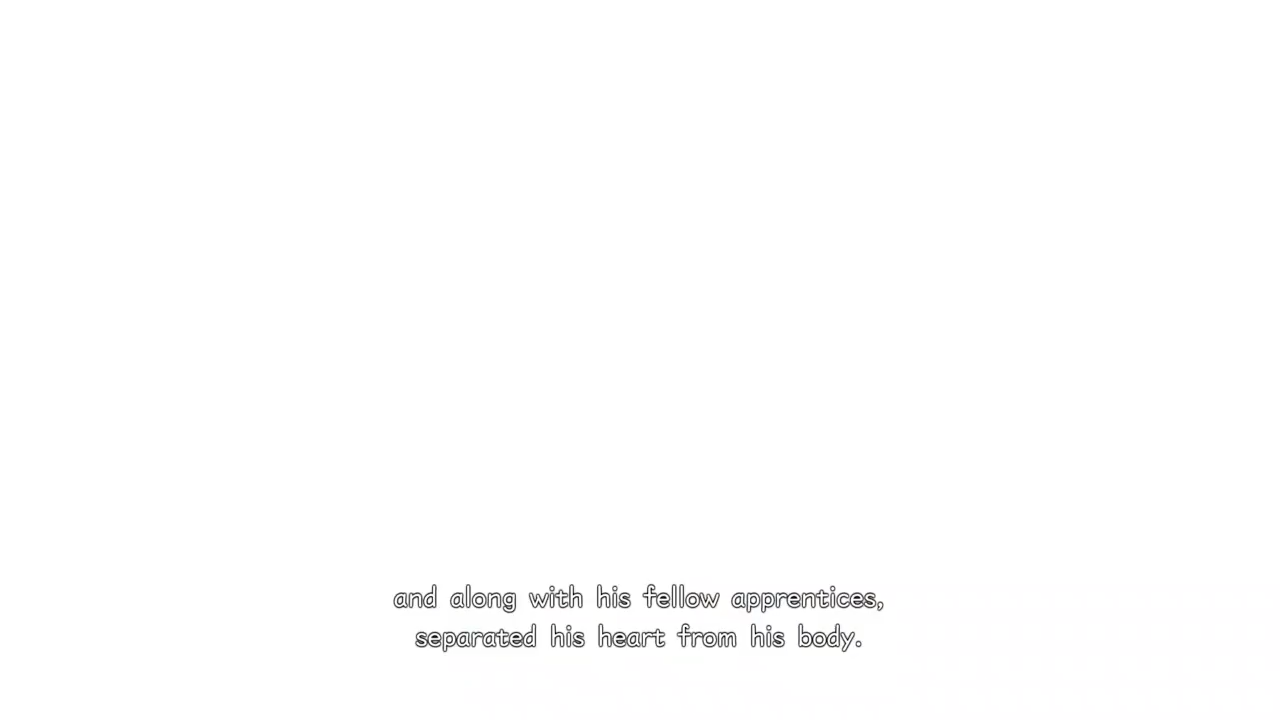 and along with his fellow apprentices,
separated his heart from his body.